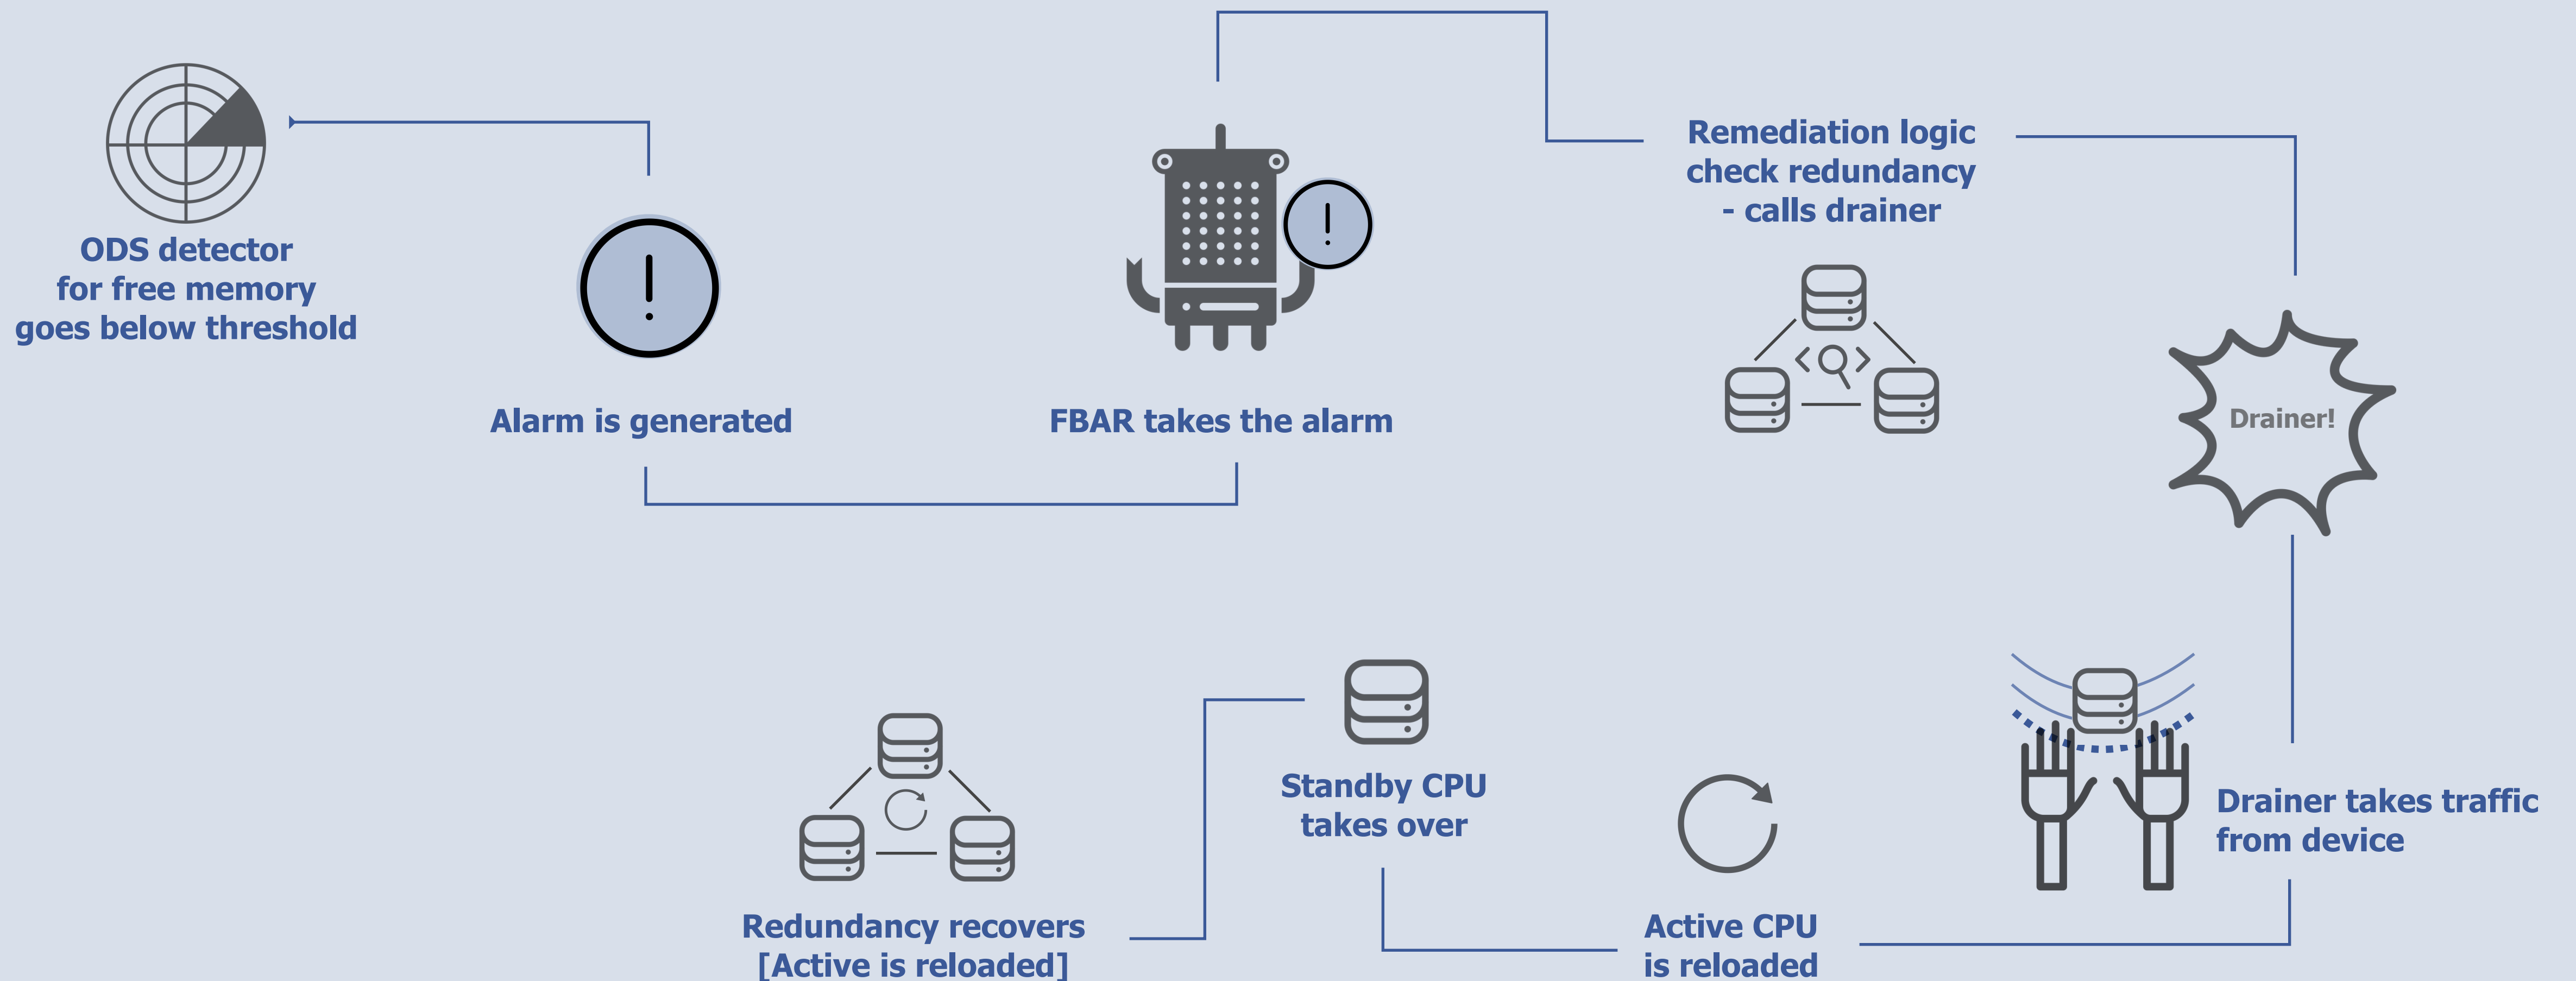 ODS detector
for free memory
goes below threshold
!
Alarm is generated
!
FBAR takes the alarm
Remediation logic
check redundancy
- calls drainer
Drainer!
Drainer takes traffic
from device
Active CPU
is reloaded
Standby CPU
takes over
Redundancy recovers
[Active is reloaded]